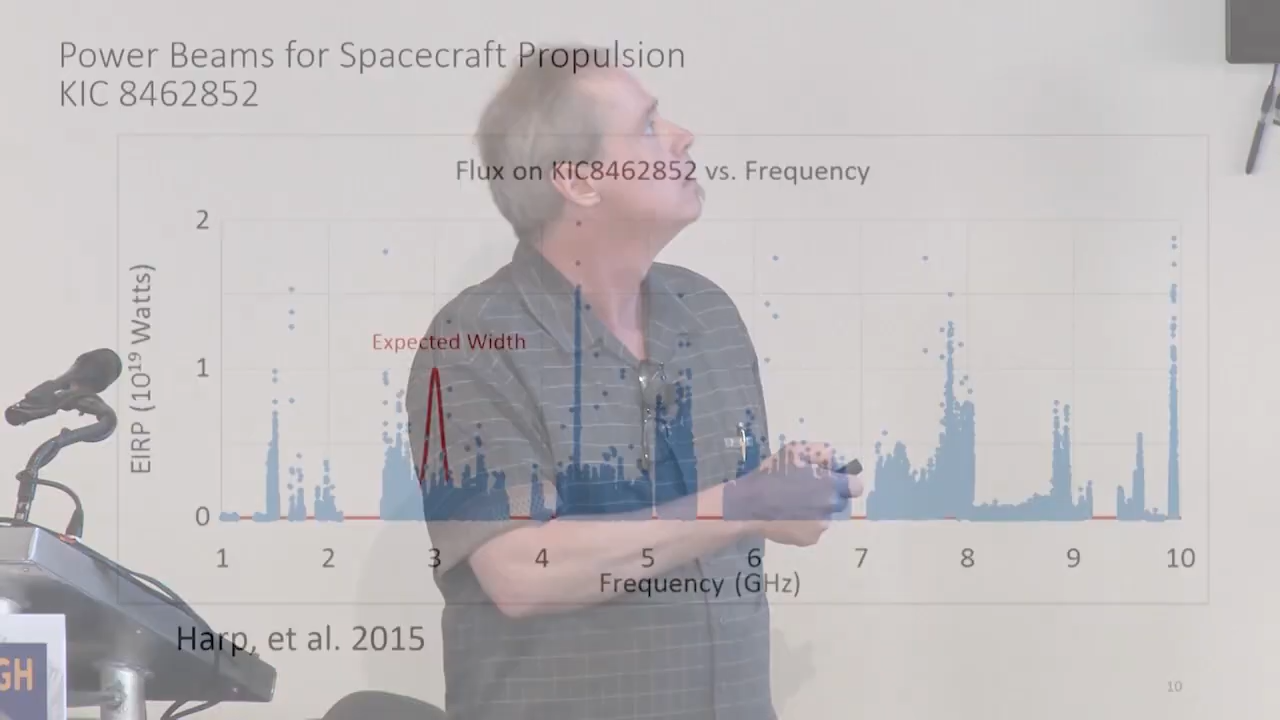 Power Beams for Spacecraft Propulsion
KIC 8462852
Flux on KIC8462852 vs. Frequency
EIRP (10¹⁹ Watts)
2
1
0
Expected Width
1 2 3 4 5 6 7 8 9 10
Frequency (GHz)
Harp, et al. 2015
GH
10